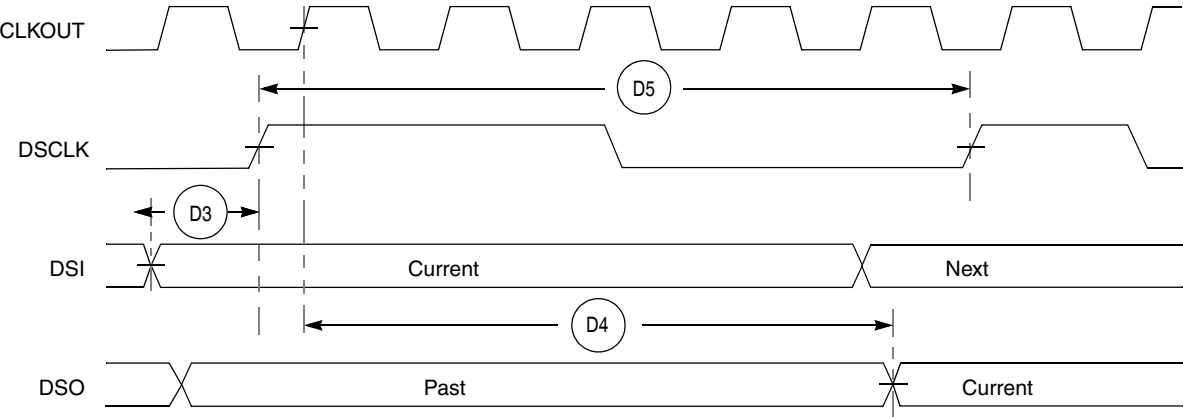 CLKOUT
D5
DSCLK
D3
DSI
Current
Next
D4
DSO
Past
Current